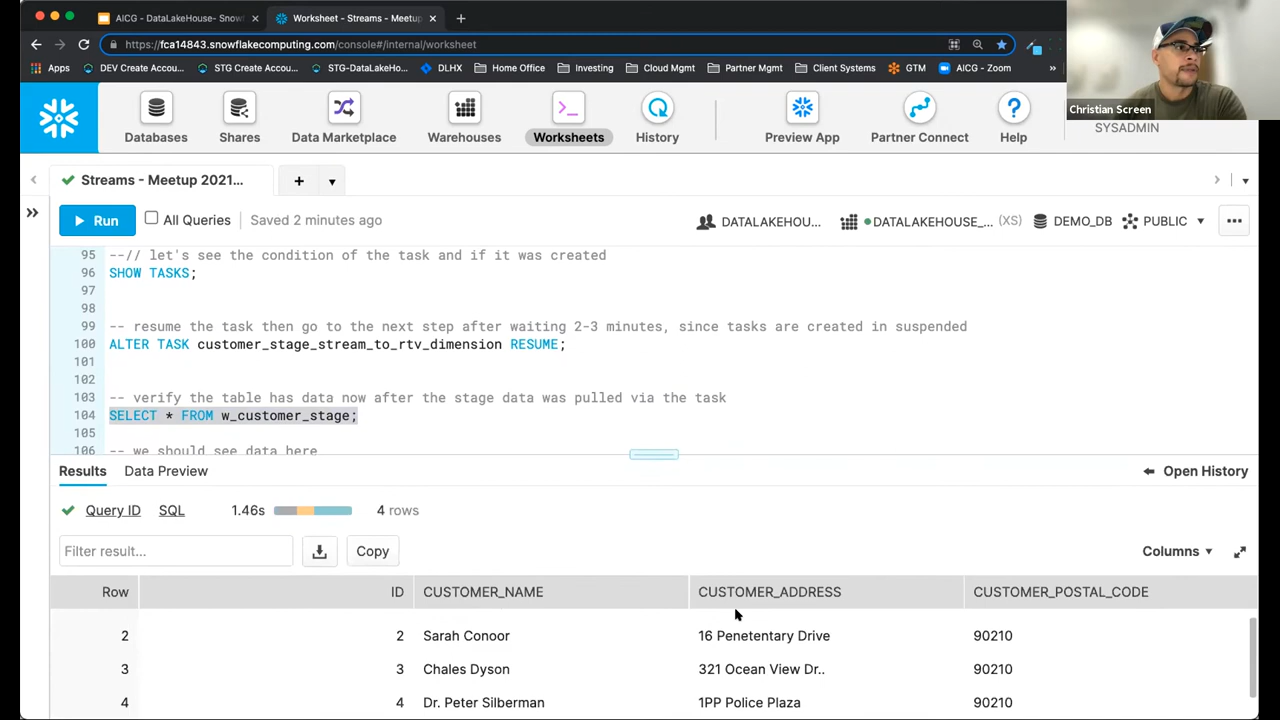 AICG - DataLakeHouse- Snowf
Worksheet - Streams - Meetup
https://fca14843.snowflakecomputing.com/console#/internal/worksheet
Apps
DEV Create Accou...
STG Create Accoun...
STG-DataLakeHo...
DLHX
Home Office
Investing
Cloud Mgmt
Partner Mgmt
Client Systems
GTM
AICG - Zoom
»
Christian Screen
SYSADMIN
Databases
Shares
Data Marketplace
Warehouses
Worksheets
History
Preview App
Partner Connect
Help
Streams - Meetup 2021...
Run
All Queries
Saved 2 minutes ago
DATALAKEHOU...
DATALAKEHOUSE_... (XS)
DEMO_DB
PUBLIC
95 --// let's see the condition of the task and if it was created
96 SHOW TASKS;
97
98
99 -- resume the task then go to the next step after waiting 2-3 minutes, since tasks are created in suspended
100 ALTER TASK customer_stage_stream_to_rtv_dimension RESUME;
101
102
103 -- verify the table has data now after the stage data was pulled via the task
104 SELECT * FROM w_customer_stage;
105
106 -- we should see data here
Results
Data Preview
Open History
Query ID
SQL
1.46s
4 rows
Filter result...
Copy
Columns
Row ID CUSTOMER_NAME CUSTOMER_ADDRESS CUSTOMER_POSTAL_CODE
2 2 Sarah Conoor 16 Penetentary Drive 90210
3 3 Chales Dyson 321 Ocean View Dr.. 90210
4 4 Dr. Peter Silberman 1PP Police Plaza 90210